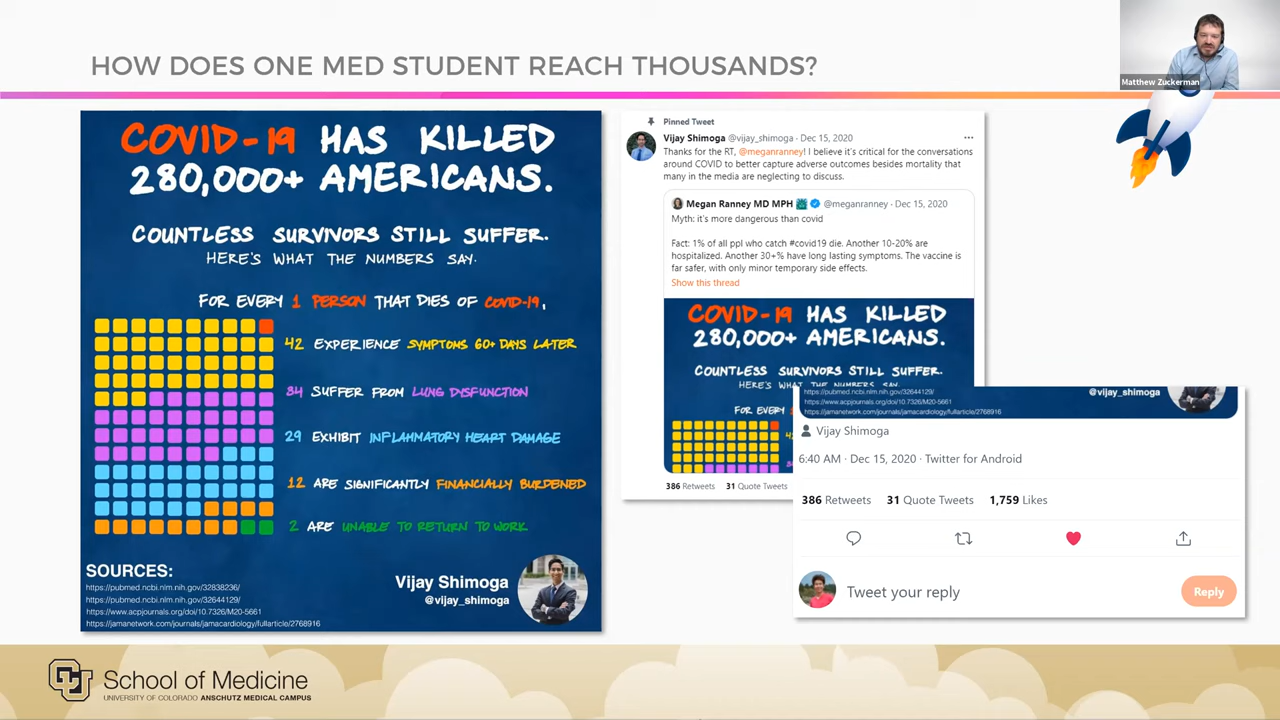 HOW DOES ONE MED STUDENT REACH THOUSANDS?
Matthew Zuckerman
COVID-19 HAS KILLED
280,000+ AMERICANS.
COUNTLESS SURVIVORS STILL SUFFER.
HERE'S WHAT THE NUMBERS SAY.
FOR EVERY 1 PERSON THAT DIES OF COVID-19,
42 EXPERIENCE SYMPTOMS 60+ DAYS LATER
34 SUFFER FROM LUNG DISFUNCTION
29 EXHIBIT INFLAMMATORY HEART DAMAGE
12 ARE SIGNIFICANTLY FINANCIALLY BURDENED
2 ARE UNABLE TO RETURN TO WORK
SOURCES:
https://pubmed.ncbi.nlm.nih.gov/32838236/
https://pubmed.ncbi.nlm.nih.gov/32644129/
https://www.acpjournals.org/doi/10.7326/M20-5661
https://jamanetwork.com/journals/jamacardiology/fullarticle/2768916
Vijay Shimoga
@vijay_shimoga
Pinned Tweet
Vijay Shimoga @vijay_shimoga · Dec 15, 2020
Thanks for the RT, @meganranney! I believe it's critical for the conversations
around COVID to better capture adverse outcomes besides mortality that
many in the media are neglecting to discuss.
Megan Ranney MD MPH @meganranney · Dec 15, 2020
Myth: it's more dangerous than covid
Fact: 1% of all ppl who catch #covid19 die. Another 10-20% are
hospitalized. Another 30+% have long lasting symptoms. The vaccine is
far safer, with only minor temporary side effects.
Show this thread
COVID-19 HAS KILLED
280,000+ AMERICANS.
COUNTLESS SURVIVORS STILL SUFFER.
HERE'S WHAT THE NUMBERS SAY.
FOR EVERY
386 Retweets 31 Quote Tweets
https://pubmed.ncbi.nlm.nih.gov/32644129/
https://www.acpjournals.org/doi/10.7326/M20-5661
https://jamanetwork.com/journals/jamacardiology/fullarticle/2768916
@vijay_shimoga
Vijay Shimoga
6:40 AM · Dec 15, 2020 · Twitter for Android
386 Retweets 31 Quote Tweets 1,759 Likes
Tweet your reply
Reply
CU
School of Medicine
UNIVERSITY OF COLORADO ANSCHUTZ MEDICAL CAMPUS